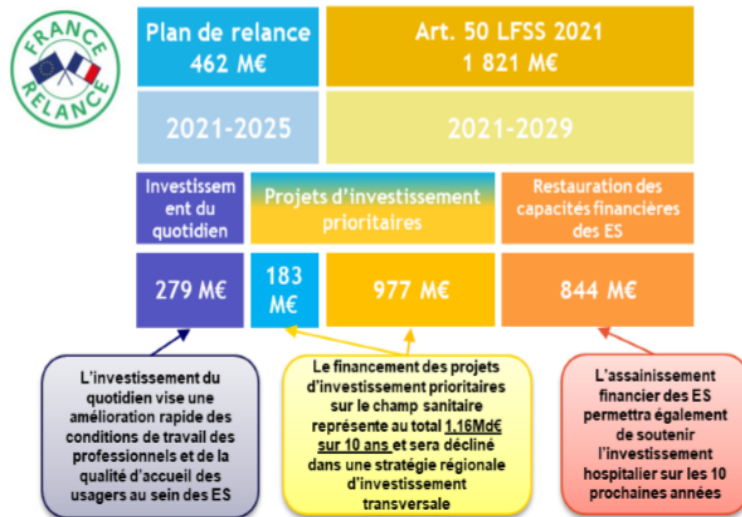 FRANCE
RELANCE
Plan de relance
462 M€
Art. 50 LFSS 2021
1 821 M€
2021-2025
2021-2029
Investissem
ent du
quotidien
Projets d'investissement
prioritaires
Restauration des
capacités financières
des ES
279 M€
183
M€
977 M€
844 M€
L'investissement du
quotidien vise une
amélioration rapide des
conditions de travail des
professionnels et de la
qualité d'accueil des
usagers au sein des ES
Le financement des projets
d'investissement prioritaires
sur le champ sanitaire
représente au total 1.16Md€
sur 10 ans et sera décliné
dans une stratégie régionale
d'investissement
transversale
L'assainissement
financier des ES
permettra également
de soutenir
l'investissement
hospitalier sur les 10
prochaines années